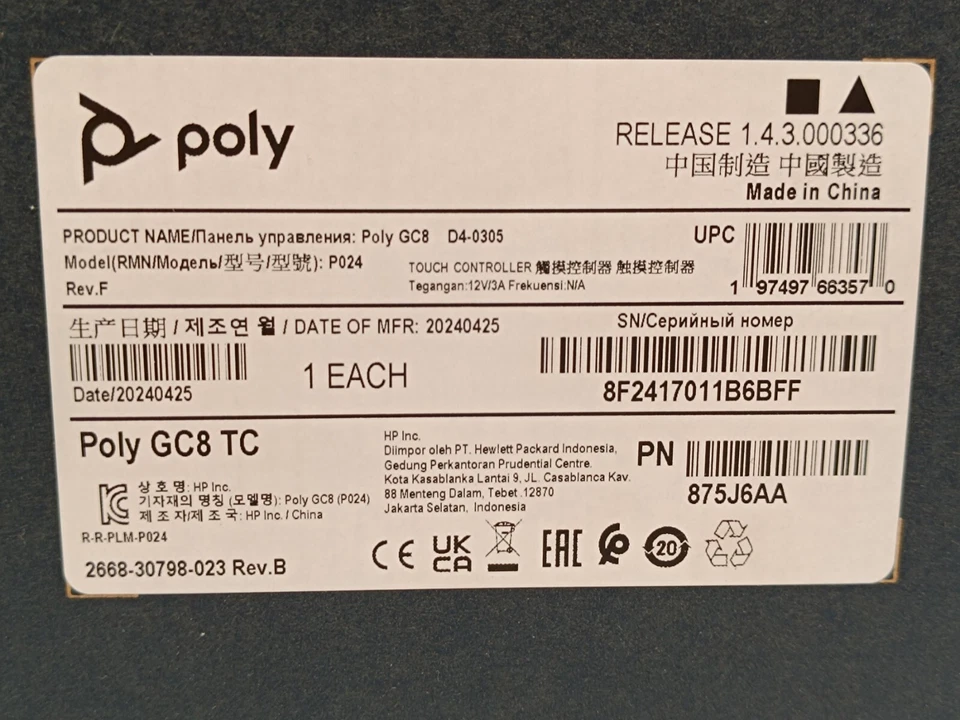 poly
RELEASE 1.4.3.000336
中国制造 中國製造
Made in China
PRODUCT NAME/Панель управления: Poly GC8 D4-0305
Model(RMN/Модель/型号/型號): P024
Rev.F
TOUCH CONTROLLER 觸摸控制器 触摸控制器
Tegangan:12V/3A Frekuensi:N/A
UPC
1 97497 66357 0
生产日期 / 제조연 월 / DATE OF MFR: 20240425
Date/20240425
1 EACH
SN/Серийный номер
8F2417011B6BFF
Poly GC8 TC
상 호 명: HP Inc.
기자재의 명칭 (모델명): Poly GC8 (P024)
제 조 자/제 조 국: HP Inc. / China
R-R-PLM-P024
2668-30798-023 Rev.B
HP Inc.
Diimpor oleh PT. Hewlett Packard Indonesia,
Gedung Perkantoran Prudential Centre.
Kota Kasablanka Lantai 9, JL. Casablanca Kav.
88 Menteng Dalam, Tebet .12870
Jakarta Selatan, Indonesia
PN
875J6AA
CE UK CA EAC 20